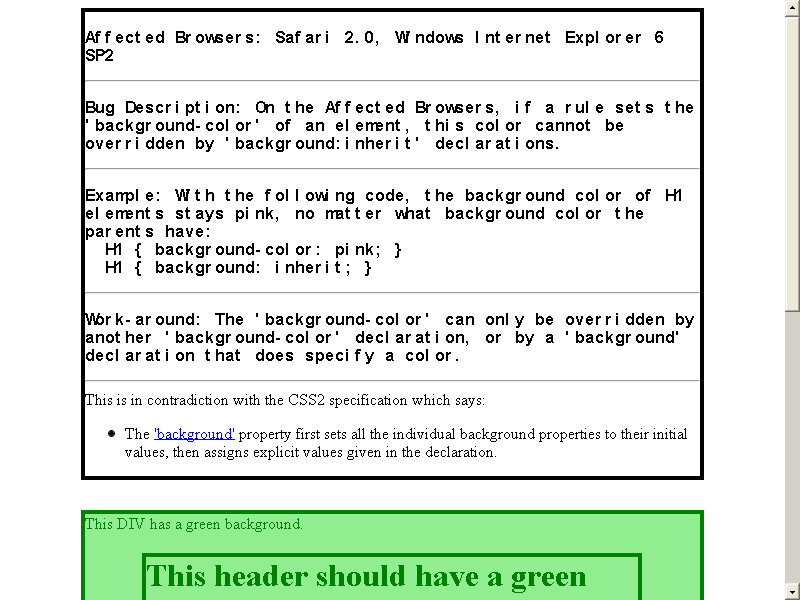 Affected Browsers: Safari 2.0, Windows Internet Explorer 6
SP2
Bug Description: On the Affected Browsers, if a rule sets the
'background-color' of an element, this color cannot be
overridden by 'background:inherit' declarations.
Example: With the following code, the background color of H1
elements stays pink, no matter what background color the
parents have:
H1 { background-color: pink; }
H1 { background: inherit; }
Work-around: The 'background-color' can only be overridden by
another 'background-color' declaration, or by a 'background'
declaration that does specify a color.
This is in contradiction with the CSS2 specification which says:
The 'background' property first sets all the individual background properties to their initial
values, then assigns explicit values given in the declaration.
This DIV has a green background.
This header should have a green